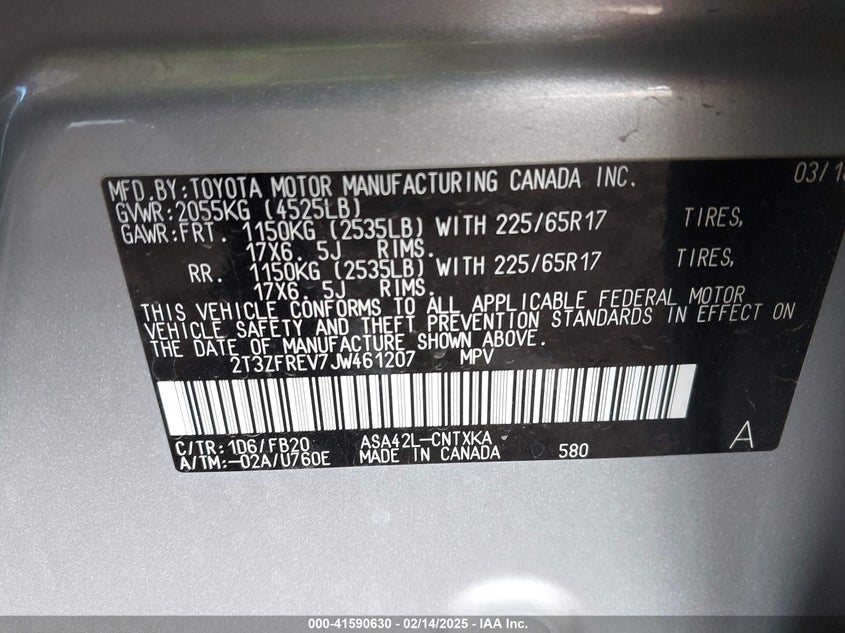 MFD.BY:TOYOTA MOTOR MANUFACTURING CANADA INC. 03/18
GVWR:2055KG (4525LB)
GAWR:FRT. 1150KG (2535LB) WITH 225/65R17 TIRES,
17X6.5J RIMS.
RR. 1150KG (2535LB) WITH 225/65R17 TIRES,
17X6.5J RIMS.
THIS VEHICLE CONFORMS TO ALL APPLICABLE FEDERAL MOTOR
VEHICLE SAFETY AND THEFT PREVENTION STANDARDS IN EFFECT ON
THE DATE OF MANUFACTURE SHOWN ABOVE.
2T3ZFREV7JW461207 MPV
C/TR:1D6/FB20 ASA42L-CNTXKA
A/TM:-02A/U760E MADE IN CANADA 580 A
000-41590630 - 02/14/2025 - IAA Inc.